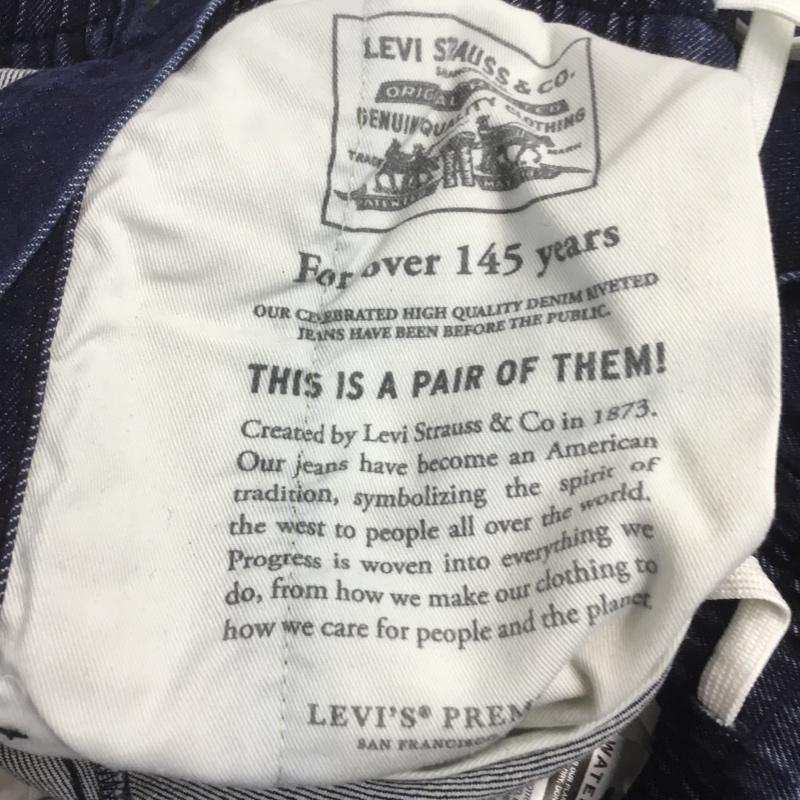 LEVI STRAUSS & CO.
QUALITY CLOTHING
TRADE MARK
For over 145 years
OUR CELEBRATED HIGH QUALITY DENIM RIVETED
JEANS HAVE BEEN BEFORE THE PUBLIC.
THIS IS A PAIR OF THEM!
Created by Levi Strauss & Co in 1873.
Our jeans have become an American
tradition, symbolizing the spirit of
the west to people all over the world.
Progress is woven into everything we
do, from how we make our clothing to
how we care for people and the planet
LEVI'S® PREM
SAN FRANCISCO
WATE